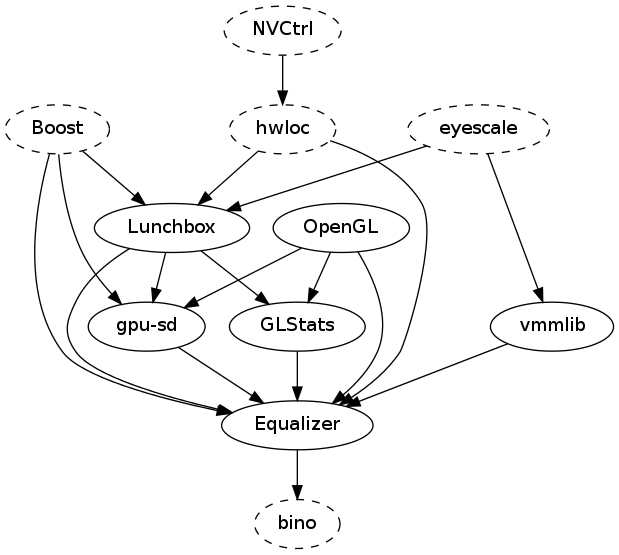 NVCtrl
Boost
hwloc
eyescale
Lunchbox
OpenGL
gpu-sd
GLStats
vmmlib
Equalizer
bino